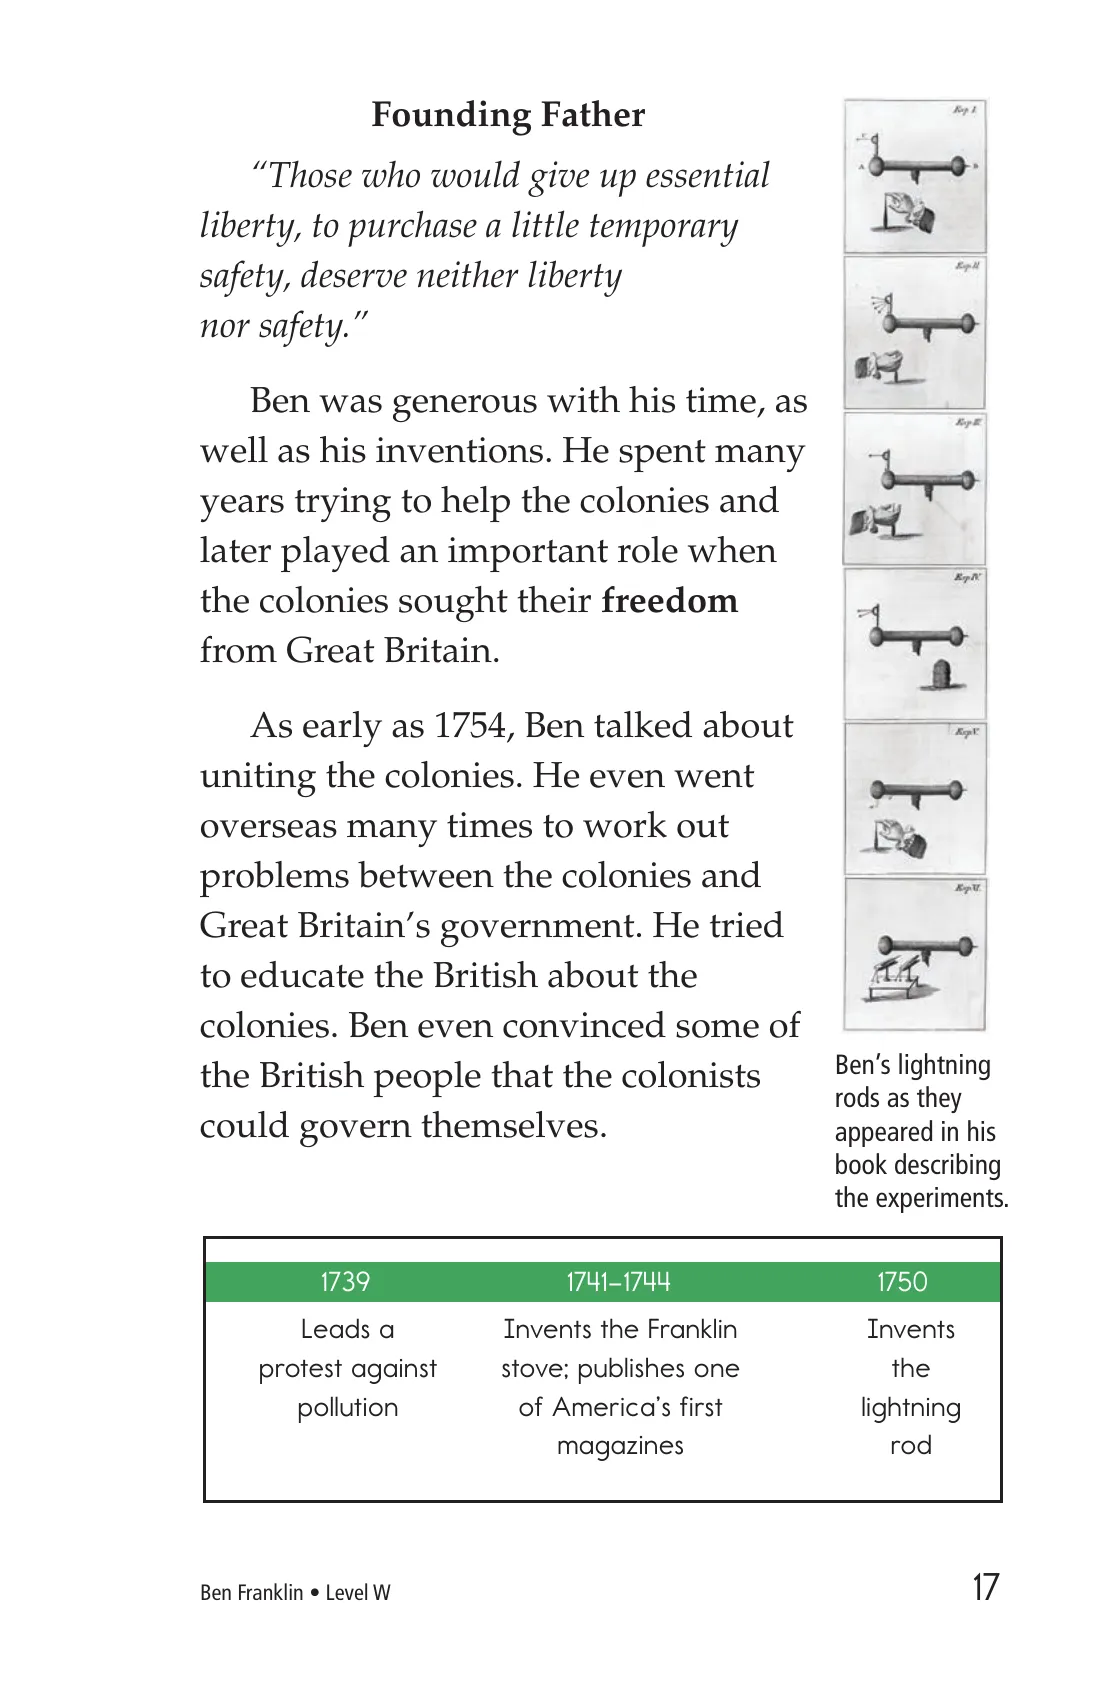 Founding Father
“Those who would give up essential
liberty, to purchase a little temporary
safety, deserve neither liberty
nor safety.”
Ben was generous with his time, as
well as his inventions. He spent many
years trying to help the colonies and
later played an important role when
the colonies sought their freedom
from Great Britain.
As early as 1754, Ben talked about
uniting the colonies. He even went
overseas many times to work out
problems between the colonies and
Great Britain’s government. He tried
to educate the British about the
colonies. Ben even convinced some of
the British people that the colonists
could govern themselves.
Exp I.
Exp II.
Exp III.
Exp IV.
Exp V.
Exp VI.
Ben’s lightning
rods as they
appeared in his
book describing
the experiments.
1739
Leads a
protest against
pollution
1741–1744
Invents the Franklin
stove; publishes one
of America’s first
magazines
1750
Invents
the
lightning
rod
Ben Franklin • Level W
17